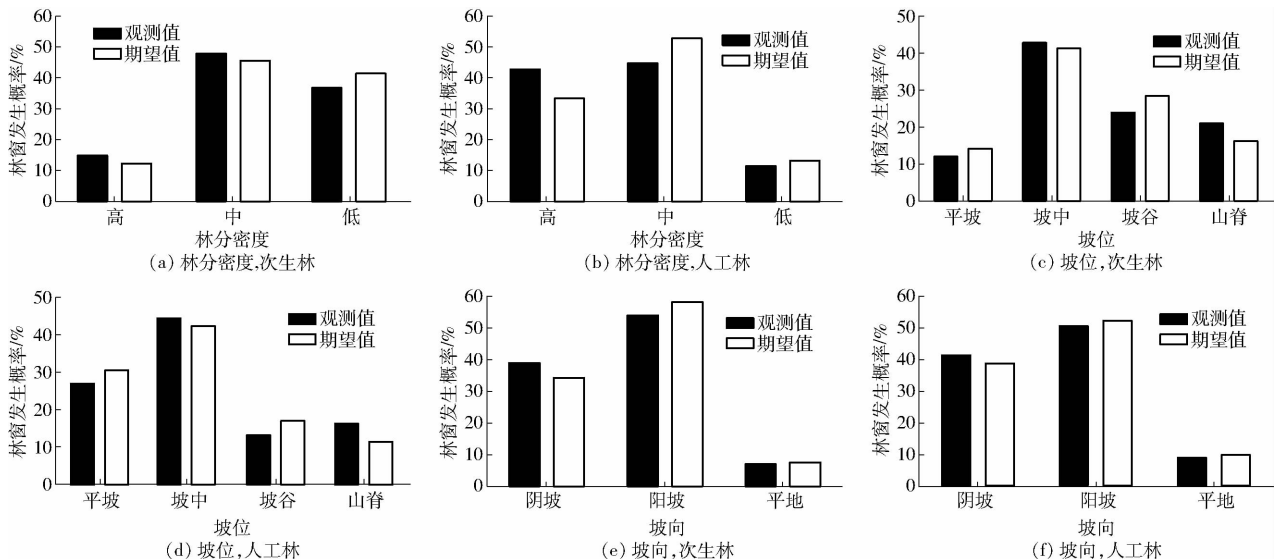 60
50
40
30
20
10
0
林窗发生概率/%
观测值
期望值
高
中
低
林分密度
(a) 林分密度,次生林
60
50
40
30
20
10
0
林窗发生概率/%
观测值
期望值
高
中
低
林分密度
(b) 林分密度,人工林
50
40
30
20
10
0
林窗发生概率/%
观测值
期望值
平坡
坡中
坡谷
山脊
坡位
(c) 坡位,次生林
50
40
30
20
10
0
林窗发生概率/%
观测值
期望值
平坡
坡中
坡谷
山脊
坡位
(d) 坡位,人工林
60
50
40
30
20
10
0
林窗发生概率/%
观测值
期望值
阴坡
阳坡
平地
坡向
(e) 坡向,次生林
60
50
40
30
20
10
0
林窗发生概率/%
观测值
期望值
阴坡
阳坡
平地
坡向
(f) 坡向,人工林